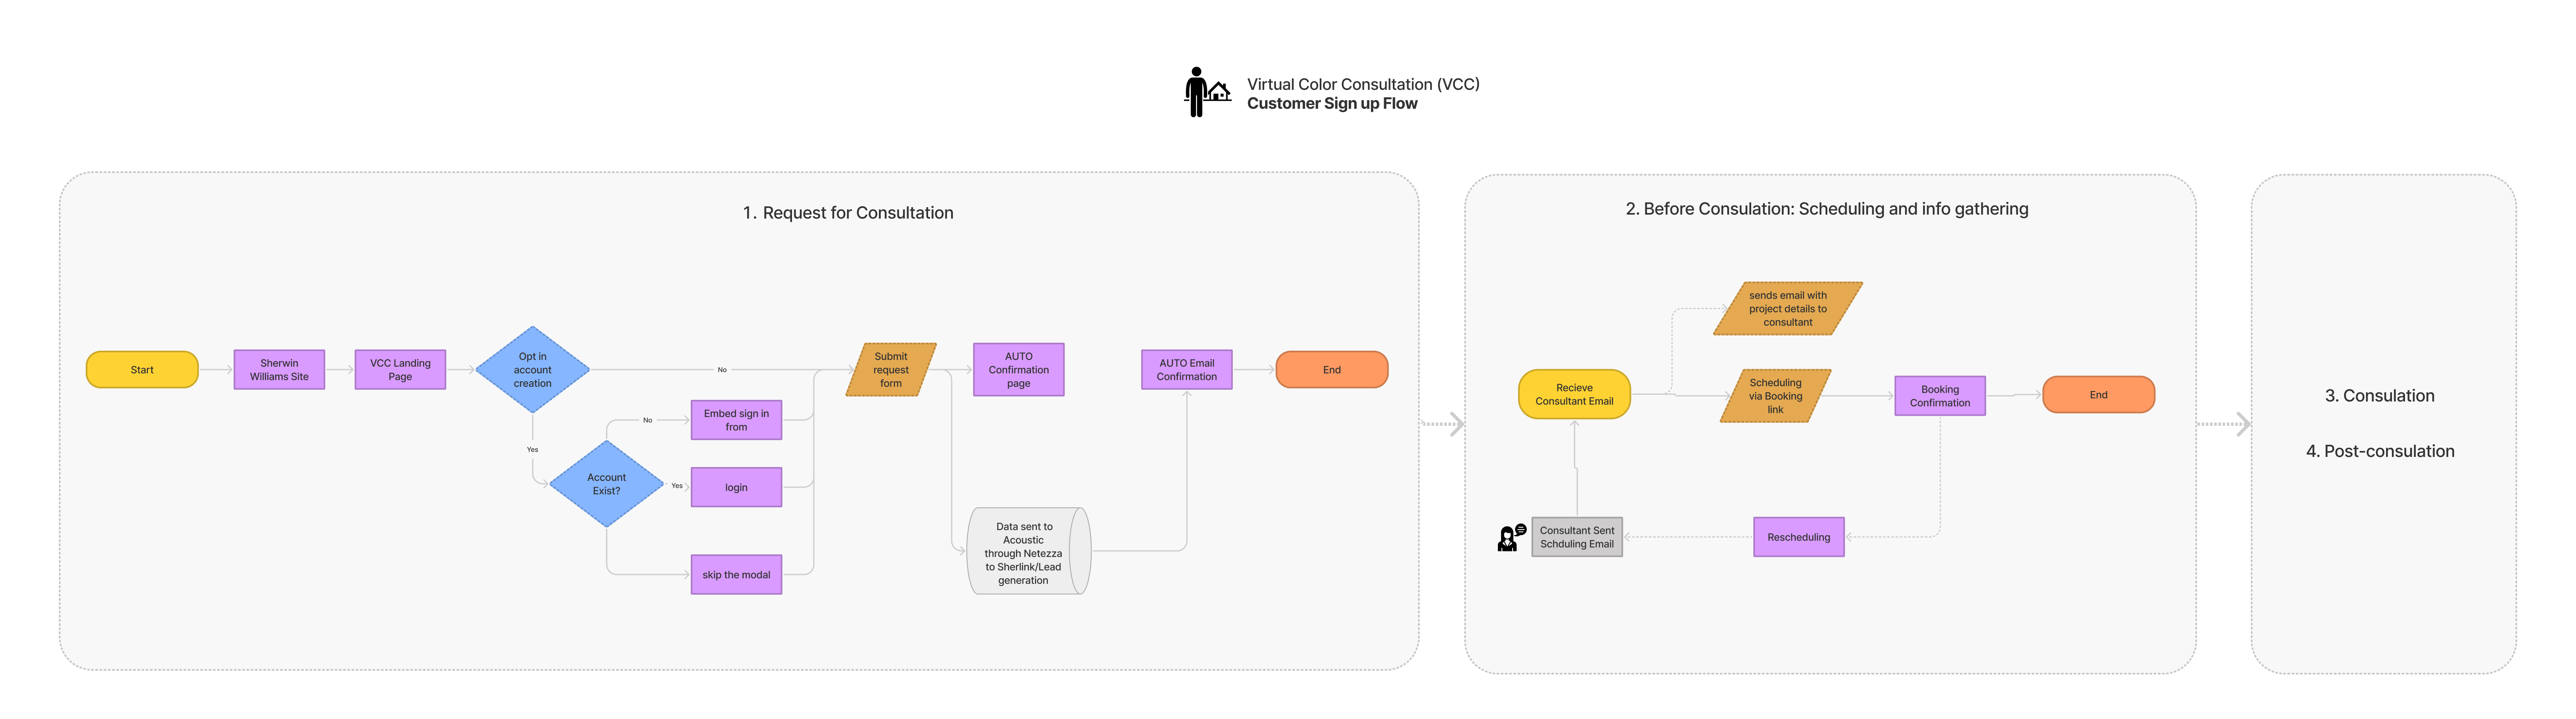 Virtual Color Consultation (VCC)
Customer Sign up Flow
1. Request for Consultation
Start
Sherwin
Williams Site
VCC Landing
Page
Opt in
account
creation
No
Yes
Account
Exist?
No
Embed sign in
from
Yes
login
skip the modal
Submit
request
form
AUTO
Confirmation
page
Data sent to
Acoustic
through Netezza
to Sherlink/Lead
generation
AUTO Email
Confirmation
End
2. Before Consulation: Scheduling and info gathering
Recieve
Consultant Email
sends email with
project details to
consultant
Scheduling
via Booking
link
Booking
Confirmation
End
Consultant Sent
Schduling Email
Rescheduling
3. Consulation
4. Post-consulation